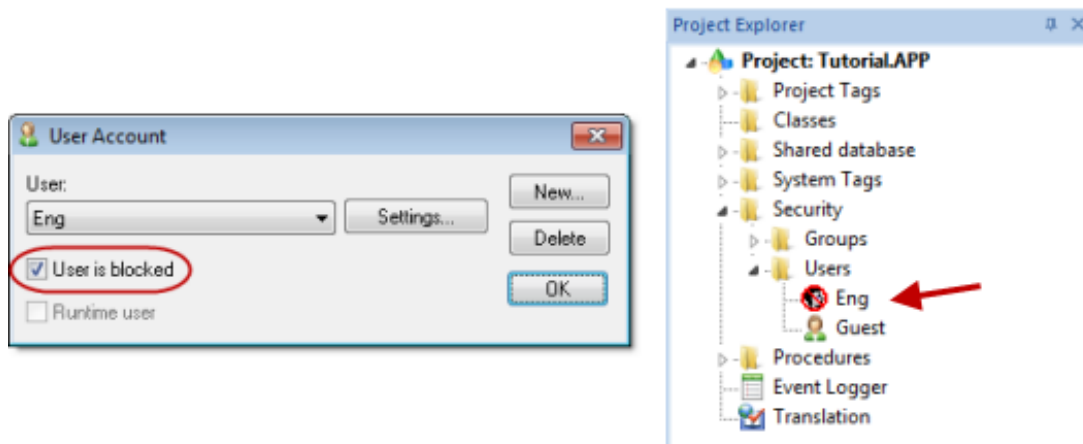 User Account
User:
Eng
Settings...
New...
Delete
User is blocked
OK
Runtime user
Project Explorer
Project: Tutorial.APP
Project Tags
Classes
Shared database
System Tags
Security
Groups
Users
Eng
Guest
Procedures
Event Logger
Translation